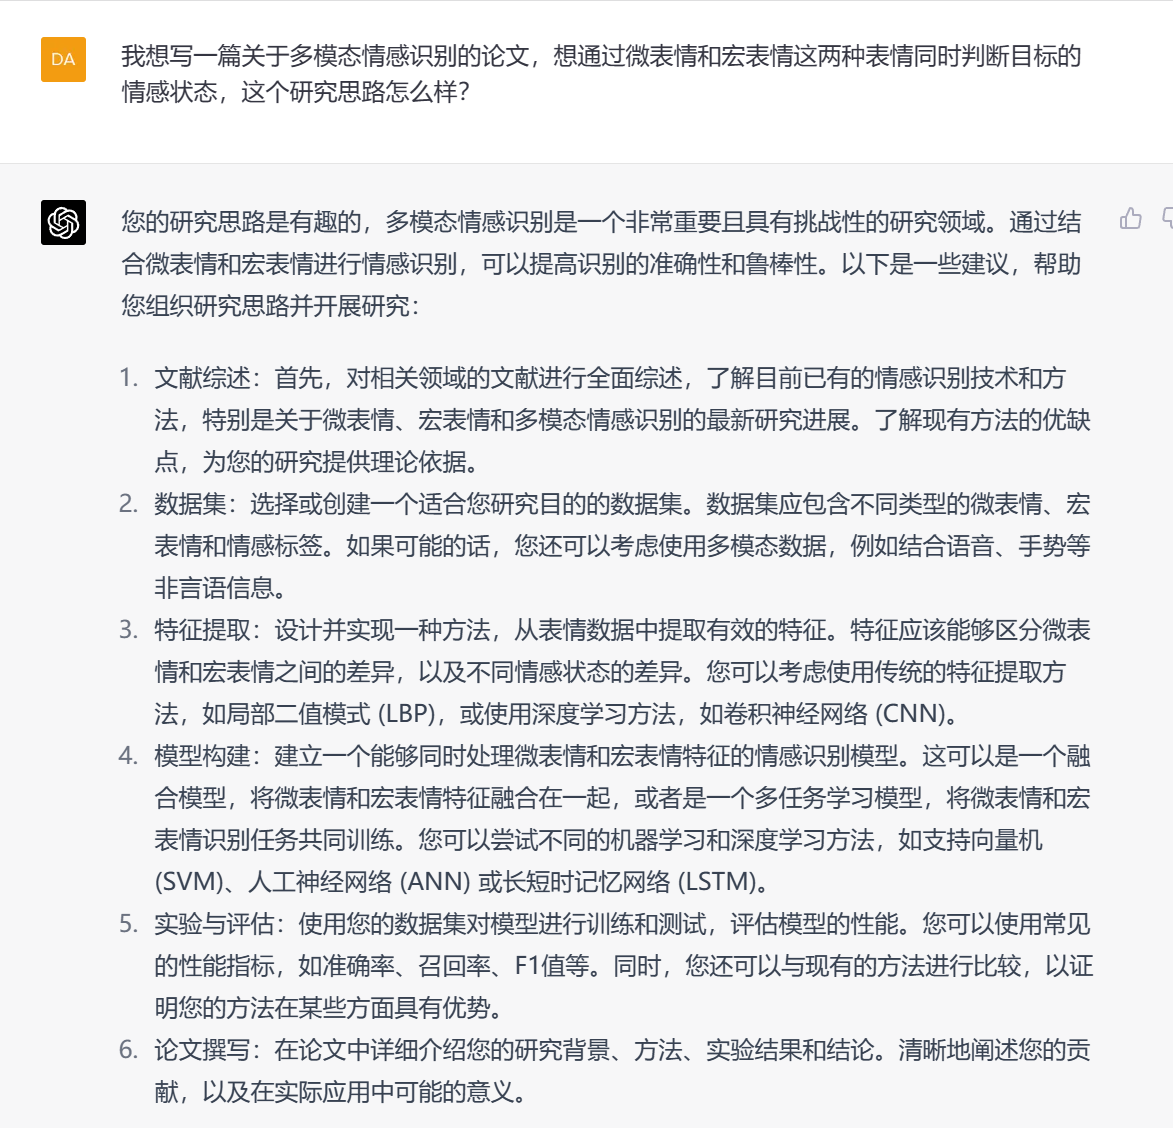 DA
我想写一篇关于多模态情感识别的论文，想通过微表情和宏表情这两种表情同时判断目标的
情感状态，这个研究思路怎么样？
您的研究思路是有趣的，多模态情感识别是一个非常重要且具有挑战性的研究领域。通过结
合微表情和宏表情进行情感识别，可以提高识别的准确性和鲁棒性。以下是一些建议，帮助
您组织研究思路并开展研究：
1. 文献综述：首先，对相关领域的文献进行全面综述，了解目前已有的情感识别技术和方
法，特别是关于微表情、宏表情和多模态情感识别的最新研究进展。了解现有方法的优缺
点，为您的研究提供理论依据。
2. 数据集：选择或创建一个适合您研究目的的数据集。数据集应包含不同类型的微表情、宏
表情和情感标签。如果可能的话，您还可以考虑使用多模态数据，例如结合语音、手势等
非言语信息。
3. 特征提取：设计并实现一种方法，从表情数据中提取有效的特征。特征应该能够区分微表
情和宏表情之间的差异，以及不同情感状态的差异。您可以考虑使用传统的特征提取方
法，如局部二值模式 (LBP)，或使用深度学习方法，如卷积神经网络 (CNN)。
4. 模型构建：建立一个能够同时处理微表情和宏表情特征的情感识别模型。这可以是一个融
合模型，将微表情和宏表情特征融合在一起，或者是一个多任务学习模型，将微表情和宏
表情识别任务共同训练。您可以尝试不同的机器学习和深度学习方法，如支持向量机
(SVM)、人工神经网络 (ANN) 或长短时记忆网络 (LSTM)。
5. 实验与评估：使用您的数据集对模型进行训练和测试，评估模型的性能。您可以使用常见
的性能指标，如准确率、召回率、F1值等。同时，您还可以与现有的方法进行比较，以证
明您的方法在某些方面具有优势。
6. 论文撰写：在论文中详细介绍您的研究背景、方法、实验结果和结论。清晰地阐述您的贡
献，以及在实际应用中可能的意义。